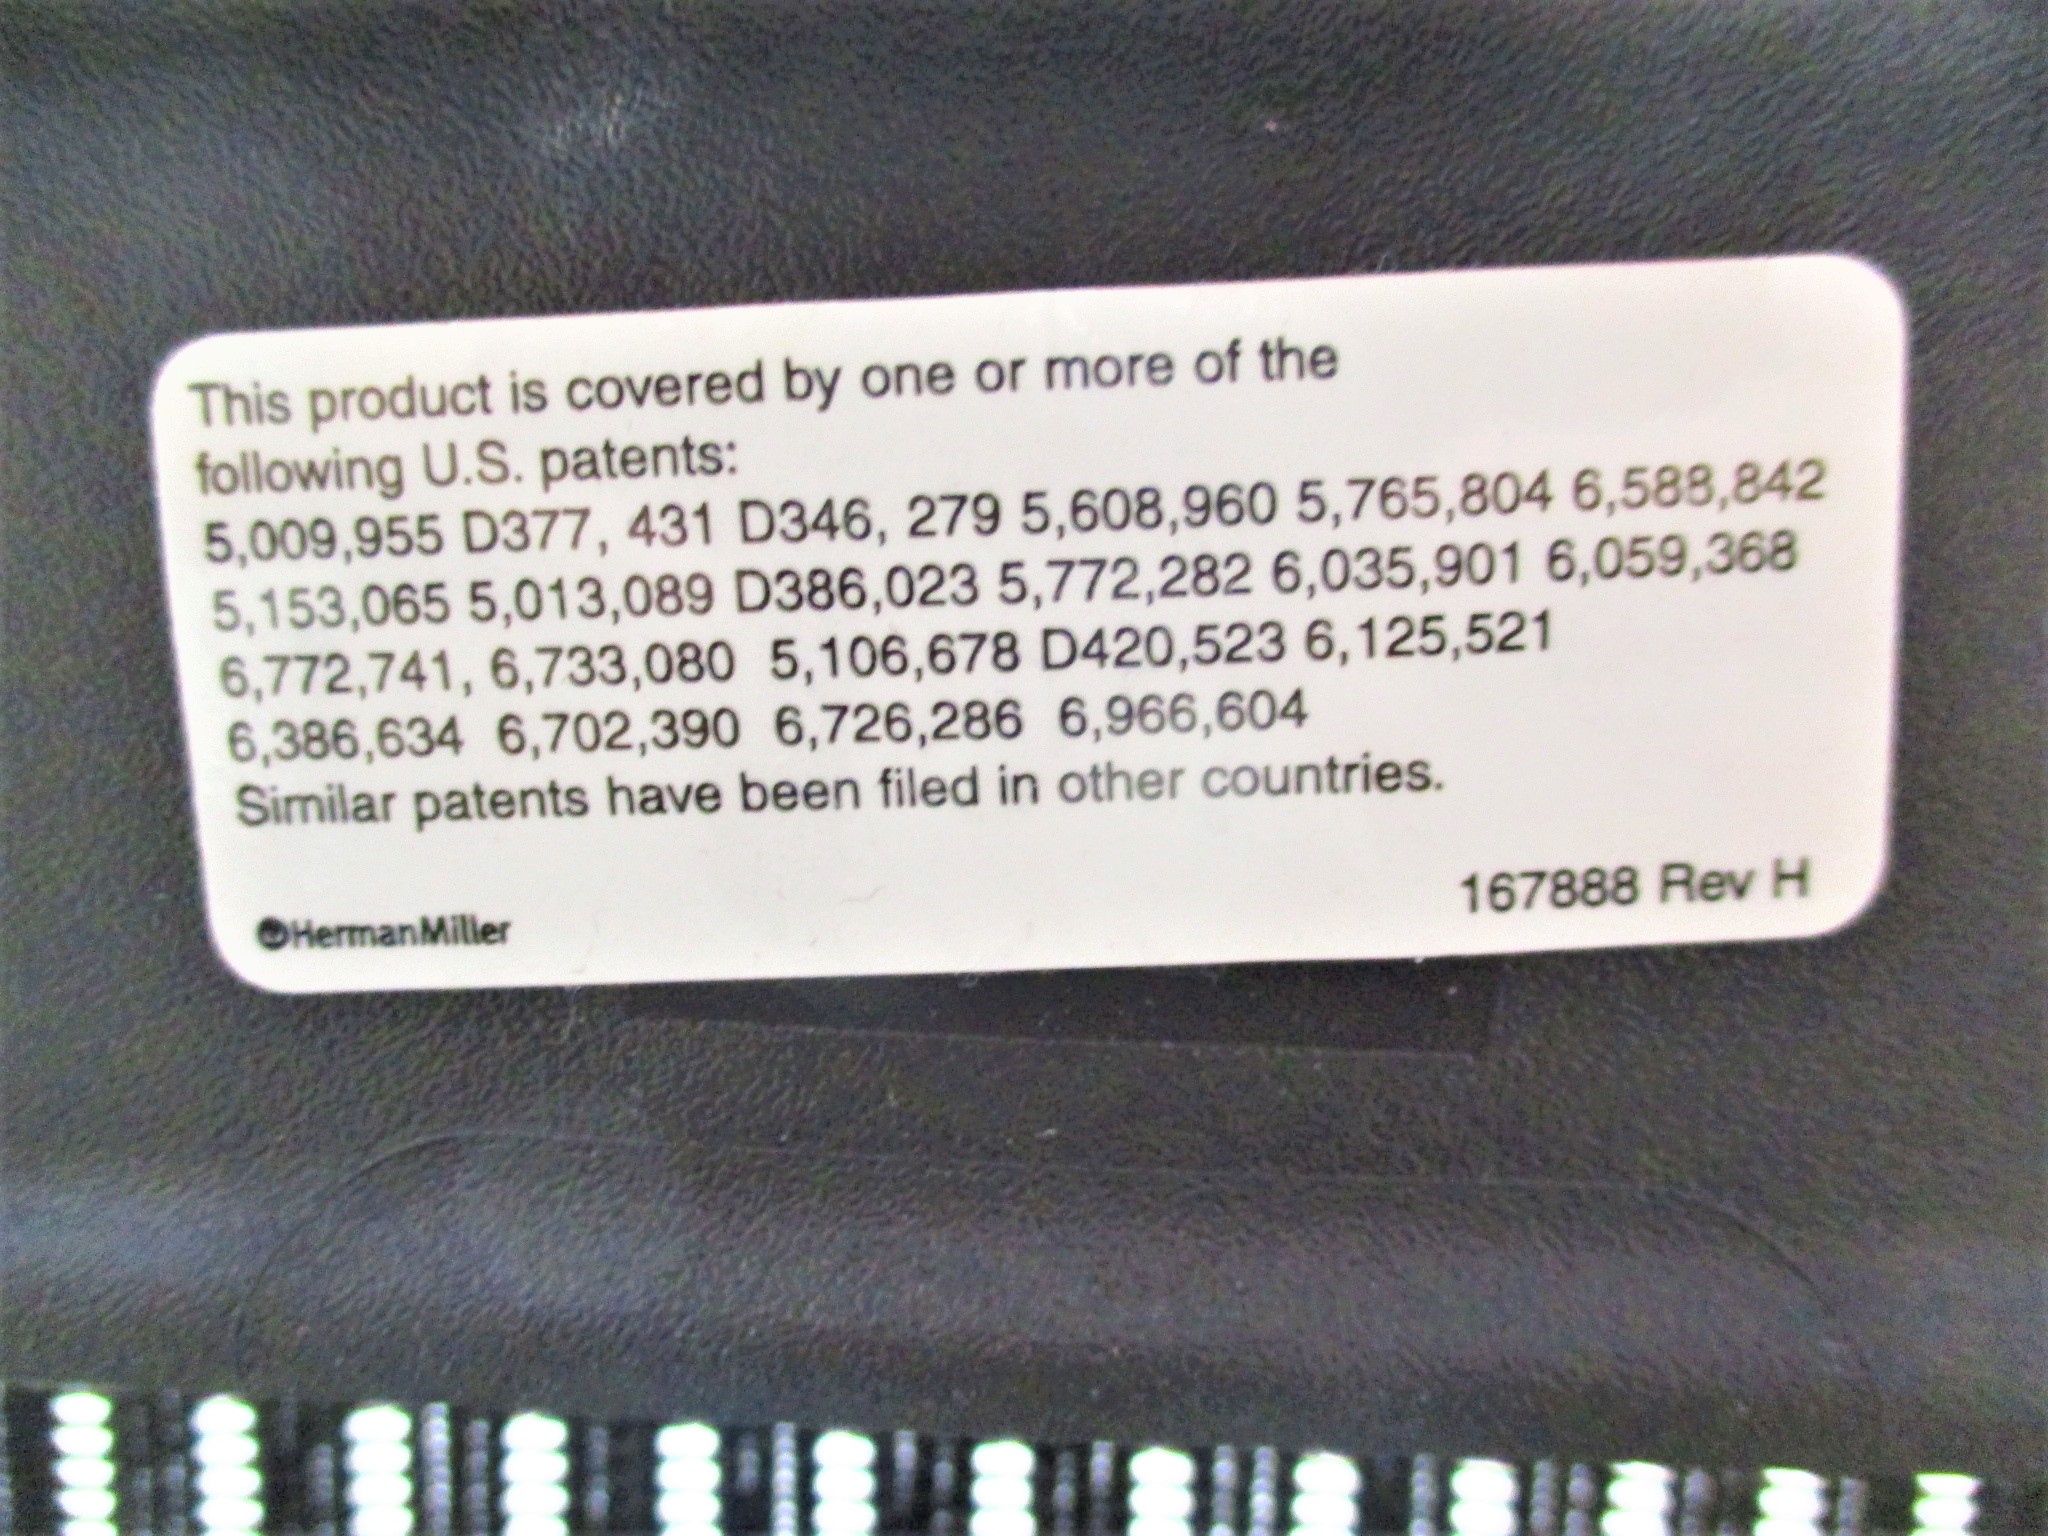 This product is covered by one or more of the
following U.S. patents:
5,009,955 D377, 431 D346, 279 5,608,960 5,765,804 6,588,842
5,153,065 5,013,089 D386,023 5,772,282 6,035,901 6,059,368
6,772,741, 6,733,080 5,106,678 D420,523 6,125,521
6,386,634 6,702,390 6,726,286 6,966,604
Similar patents have been filed in other countries.
167888 Rev H
HermanMiller